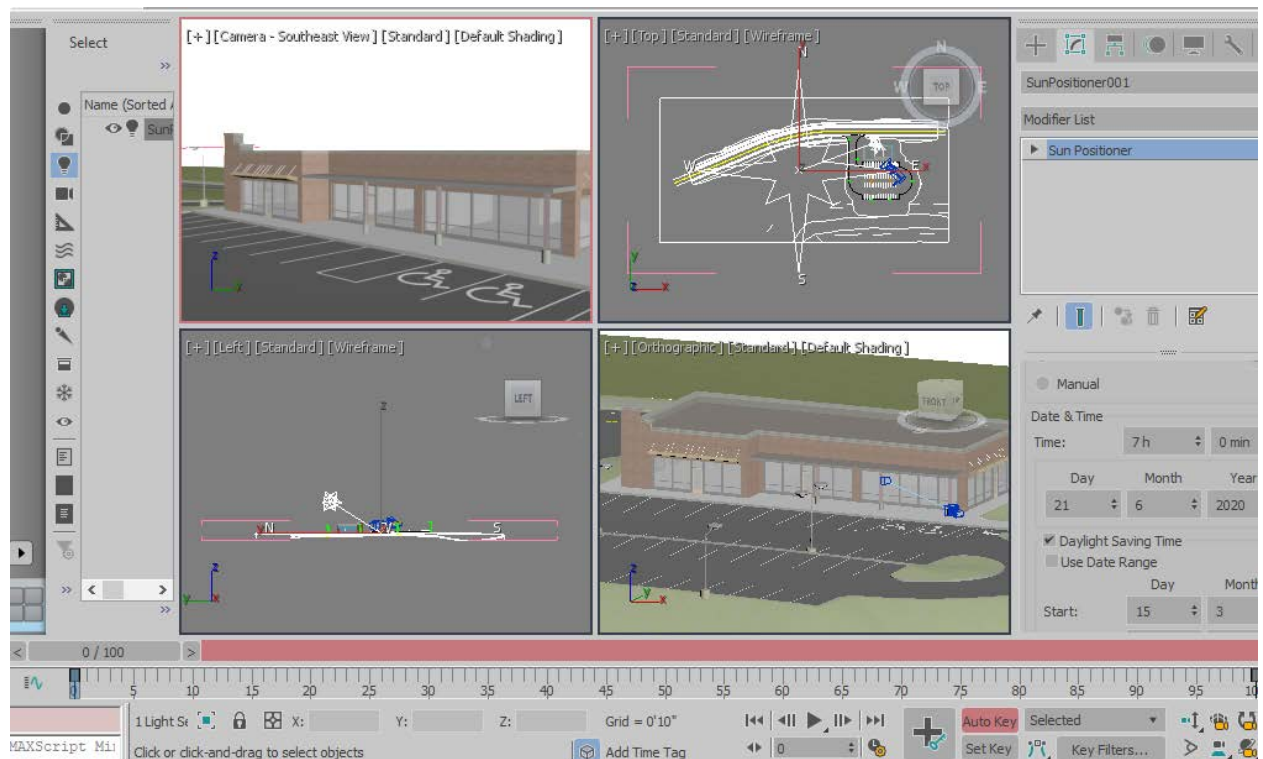 Select
Name (Sorted A
[+][Camera - Southeast View][Standard][Default Shading]
[+][Top][Standard][Wireframe]
N
W
TOP
E
N
W
E
S
x
z
y
z
x
z
x
SunPositioner001
Modifier List
Sun Positioner
[+][Left][Standard][Wireframe]
LEFT
z
N
S
z
y
x
[+][Orthographic][Standard][Default Shading]
FRONT
z
y
x
Manual
Date & Time
Time:
7 h
0 min
Day
Month
Year
21
6
2020
Daylight Saving Time
Use Date Range
Day
Month
Start:
15
3
0 / 100
0 5 10 15 20 25 30 35 40 45 50 55 60 65 70 75 80 85 90 95 10
1 Light Se
X:
Y:
Z:
Grid = 0'10"
Auto Key
Selected
MAXScript Mi
Click or click-and-drag to select objects
Add Time Tag
0
Set Key
Key Filters...